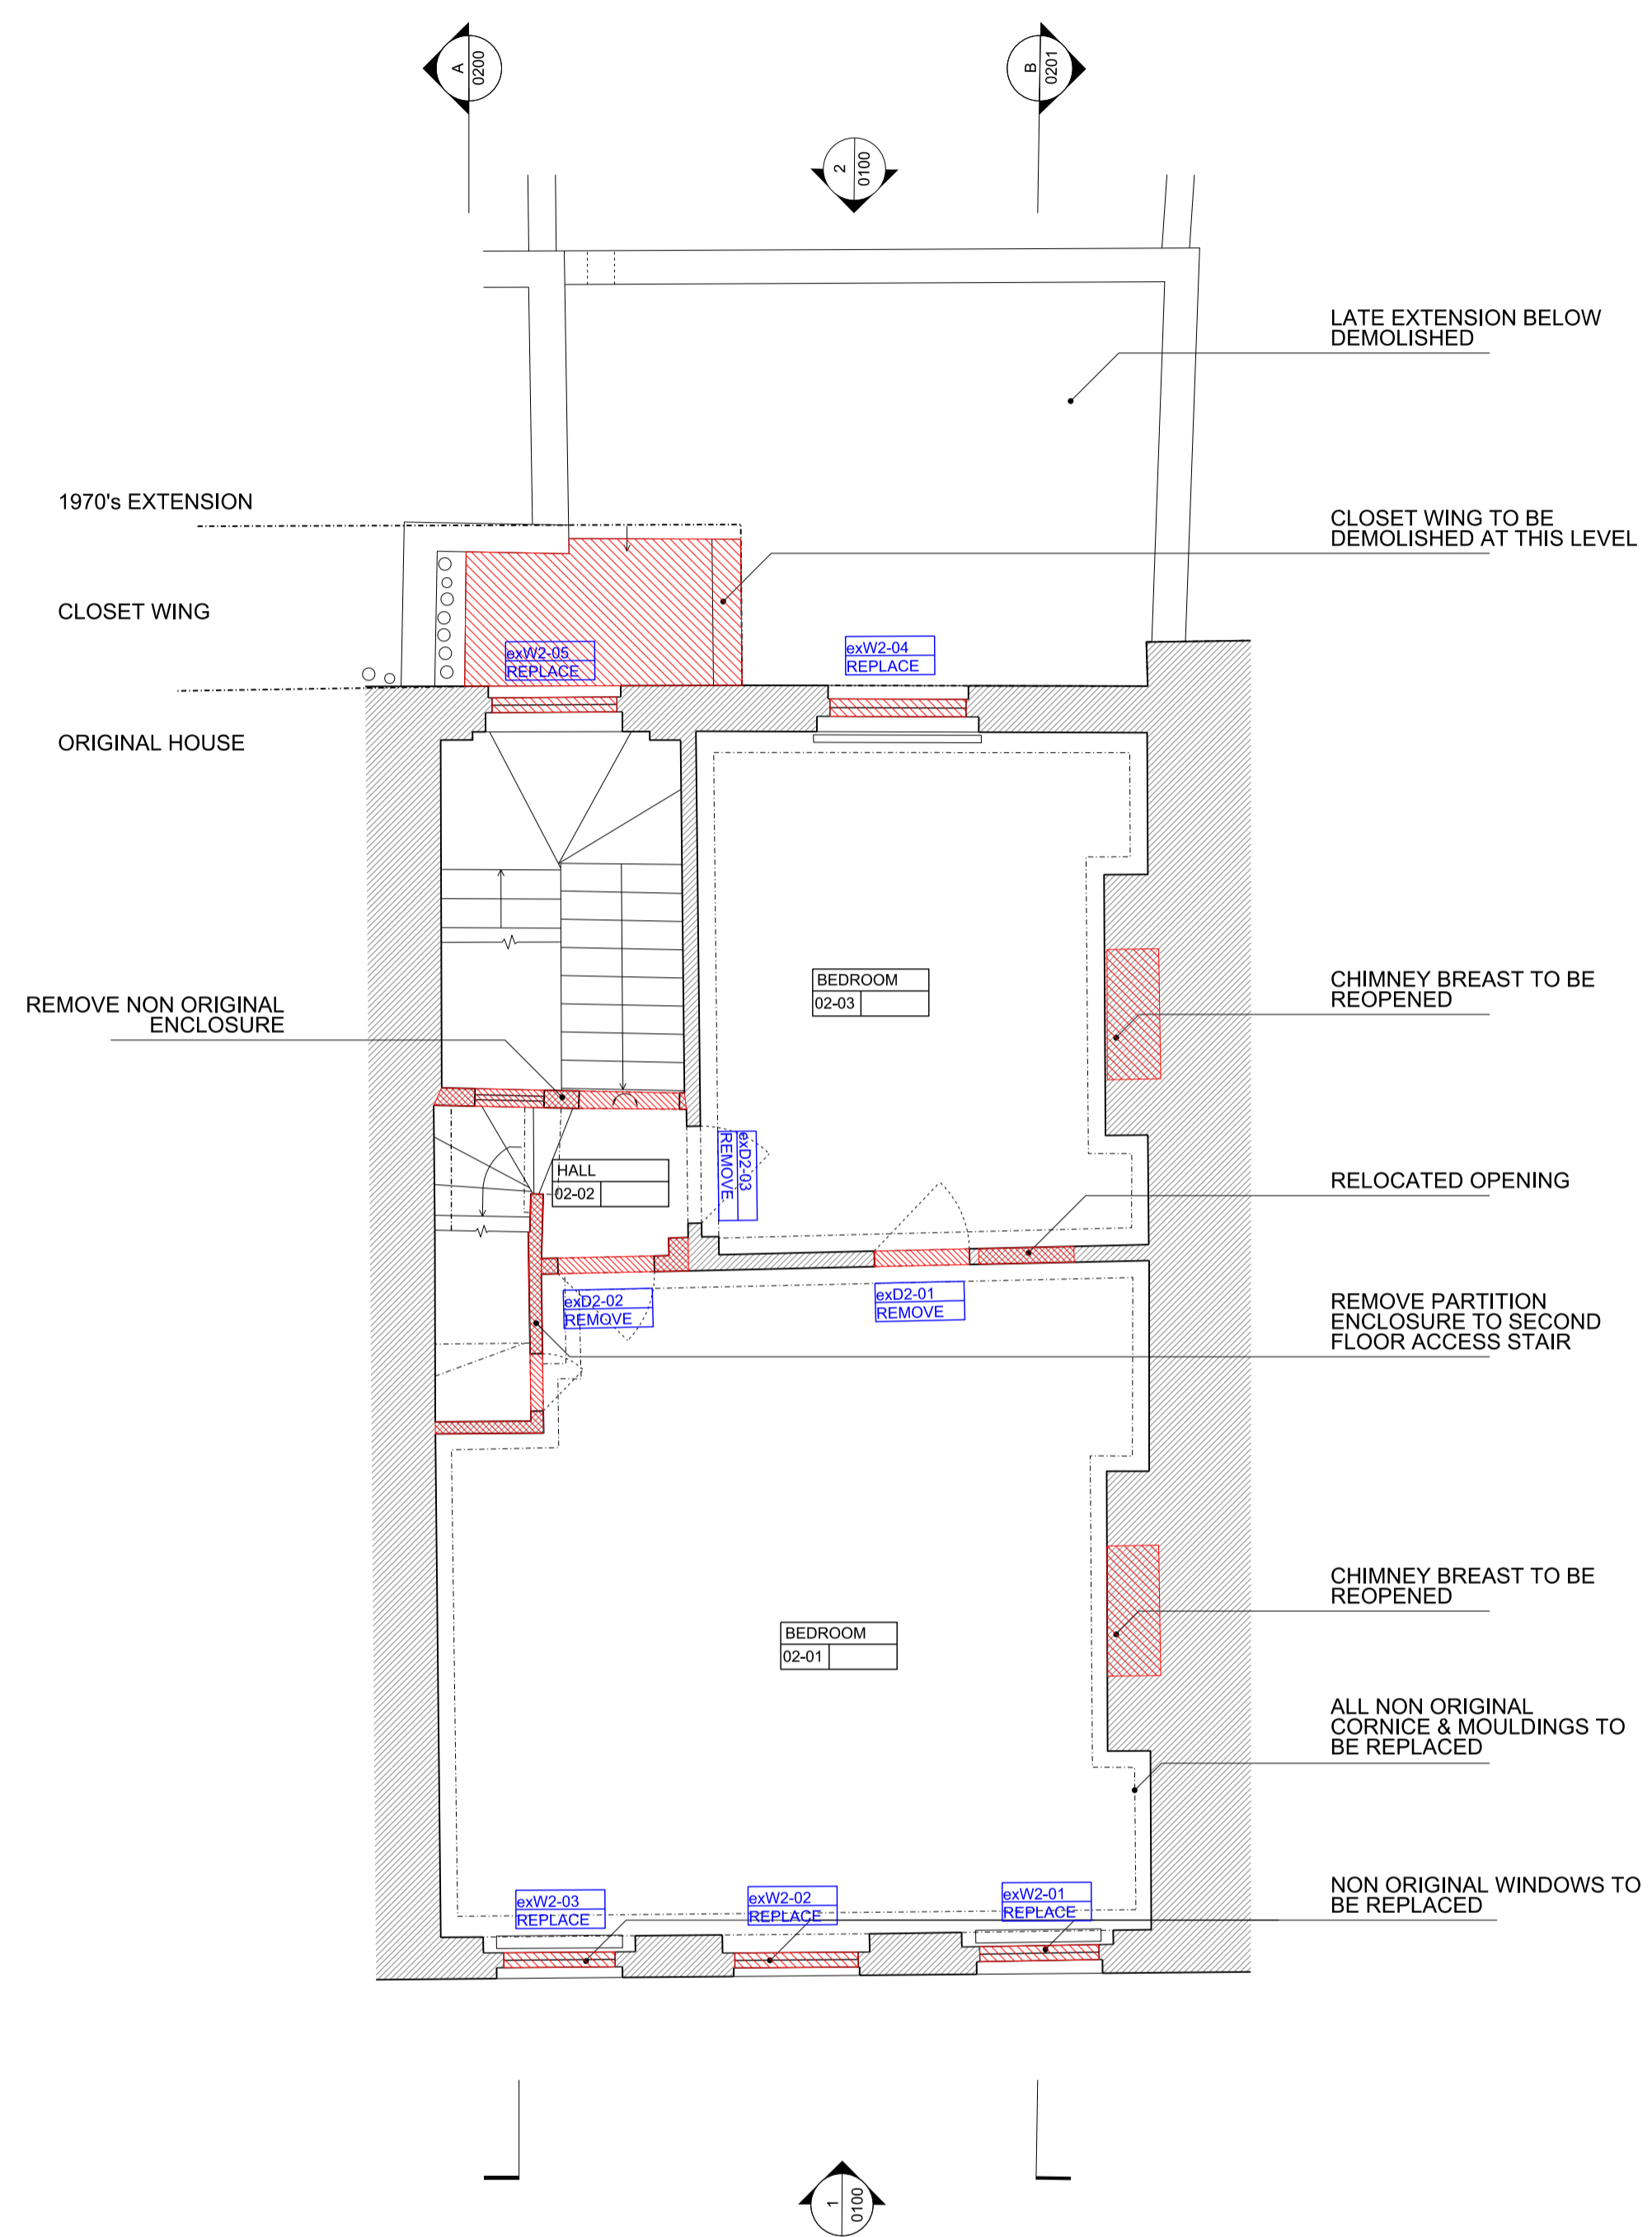 A
0200
B
0201
2
0100
LATE EXTENSION BELOW
DEMOLISHED
1970's EXTENSION
CLOSET WING TO BE
DEMOLISHED AT THIS LEVEL
CLOSET WING
exW2-05
REPLACE
exW2-04
REPLACE
ORIGINAL HOUSE
BEDROOM
02-03
CHIMNEY BREAST TO BE
REOPENED
REMOVE NON ORIGINAL
ENCLOSURE
exD2-03
REMOVE
HALL
02-02
RELOCATED OPENING
exD2-02
REMOVE
exD2-01
REMOVE
REMOVE PARTITION
ENCLOSURE TO SECOND
FLOOR ACCESS STAIR
CHIMNEY BREAST TO BE
REOPENED
BEDROOM
02-01
ALL NON ORIGINAL
CORNICE & MOULDINGS TO
BE REPLACED
exW2-03
REPLACE
exW2-02
REPLACE
exW2-01
REPLACE
NON ORIGINAL WINDOWS TO
BE REPLACED
1
0100